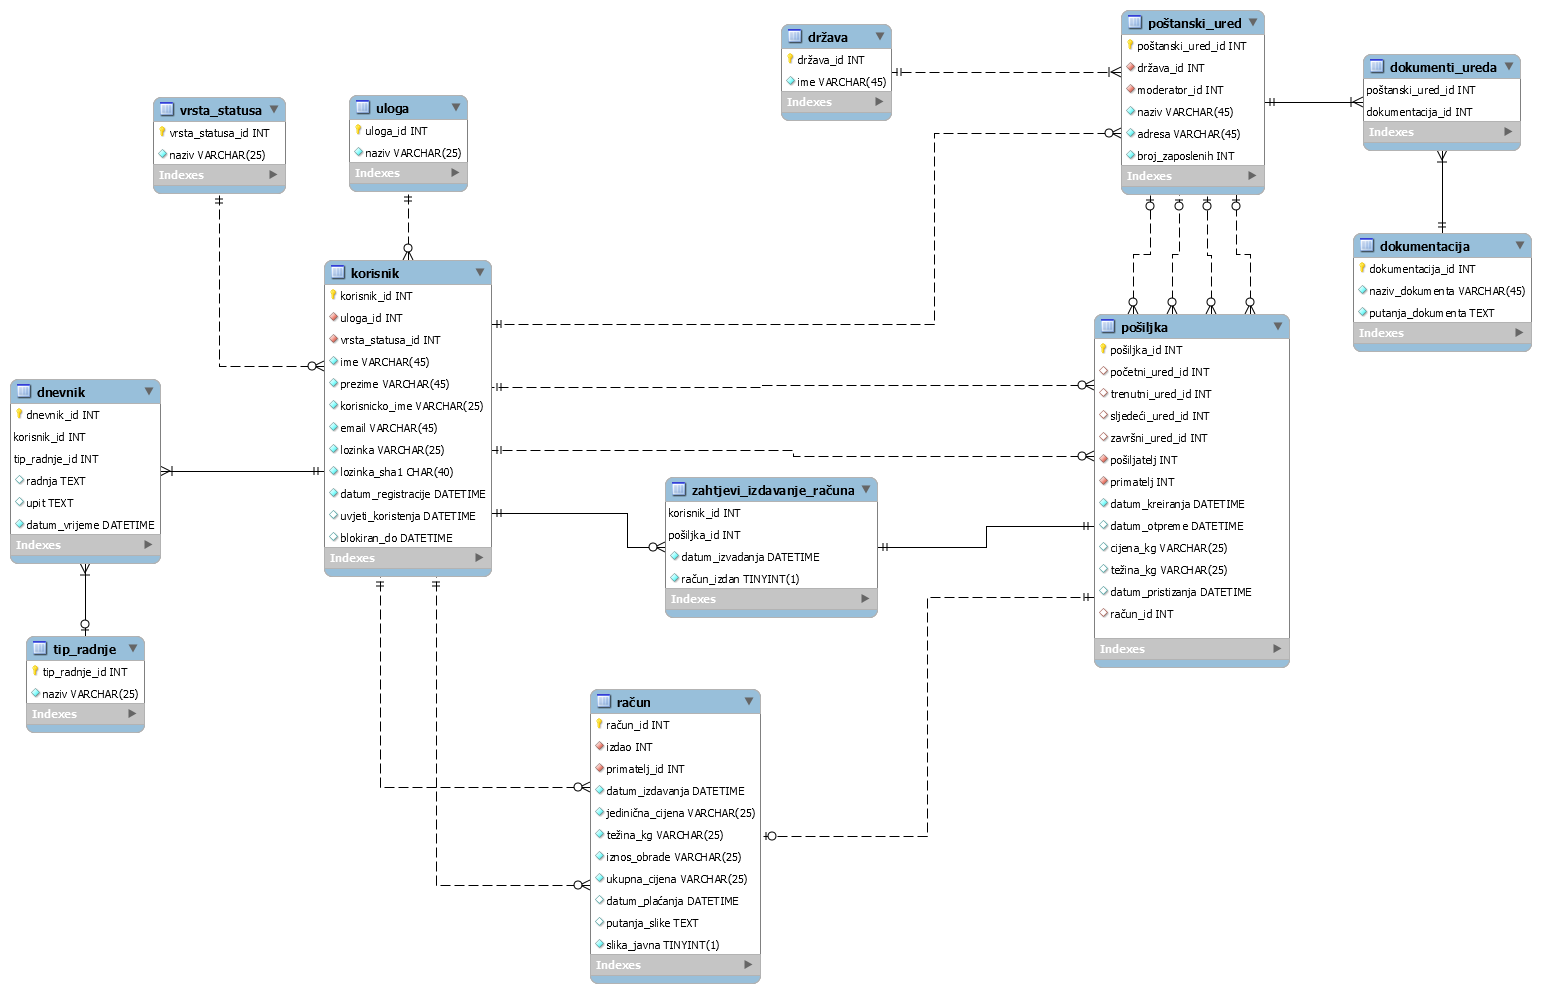 država
država_id INT
ime VARCHAR(45)
Indexes
poštanski_ured
poštanski_ured_id INT
država_id INT
moderator_id INT
naziv VARCHAR(45)
adresa VARCHAR(45)
broj_zaposlenih INT
Indexes
dokumenti_ureda
poštanski_ured_id INT
dokumentacija_id INT
Indexes
vrsta_statusa
vrsta_statusa_id INT
naziv VARCHAR(25)
Indexes
uloga
uloga_id INT
naziv VARCHAR(25)
Indexes
dokumentacija
dokumentacija_id INT
naziv_dokumenta VARCHAR(45)
putanja_dokumenta TEXT
Indexes
korisnik
korisnik_id INT
uloga_id INT
vrsta_statusa_id INT
ime VARCHAR(45)
prezime VARCHAR(45)
korisnicko_ime VARCHAR(25)
email VARCHAR(45)
lozinka VARCHAR(25)
lozinka_sha1 CHAR(40)
datum_registracije DATETIME
uvjeti_koristenja DATETIME
blokiran_do DATETIME
Indexes
pošiljka
pošiljka_id INT
početni_ured_id INT
trenutni_ured_id INT
sljedeći_ured_id INT
završni_ured_id INT
pošiljatelj INT
primatelj INT
datum_kreiranja DATETIME
datum_otpreme DATETIME
cijena_kg VARCHAR(25)
težina_kg VARCHAR(25)
datum_pristizanja DATETIME
račun_id INT
Indexes
dnevnik
dnevnik_id INT
korisnik_id INT
tip_radnje_id INT
radnja TEXT
upit TEXT
datum_vrijeme DATETIME
Indexes
zahtjevi_izdavanje_računa
korisnik_id INT
pošiljka_id INT
datum_izvadanja DATETIME
račun_izdan TINYINT(1)
Indexes
tip_radnje
tip_radnje_id INT
naziv VARCHAR(25)
Indexes
račun
račun_id INT
izdao INT
primatelj_id INT
datum_izdavanja DATETIME
jedinična_cijena VARCHAR(25)
težina_kg VARCHAR(25)
iznos_obrade VARCHAR(25)
ukupna_cijena VARCHAR(25)
datum_plaćanja DATETIME
putanja_slike TEXT
slika_javna TINYINT(1)
Indexes